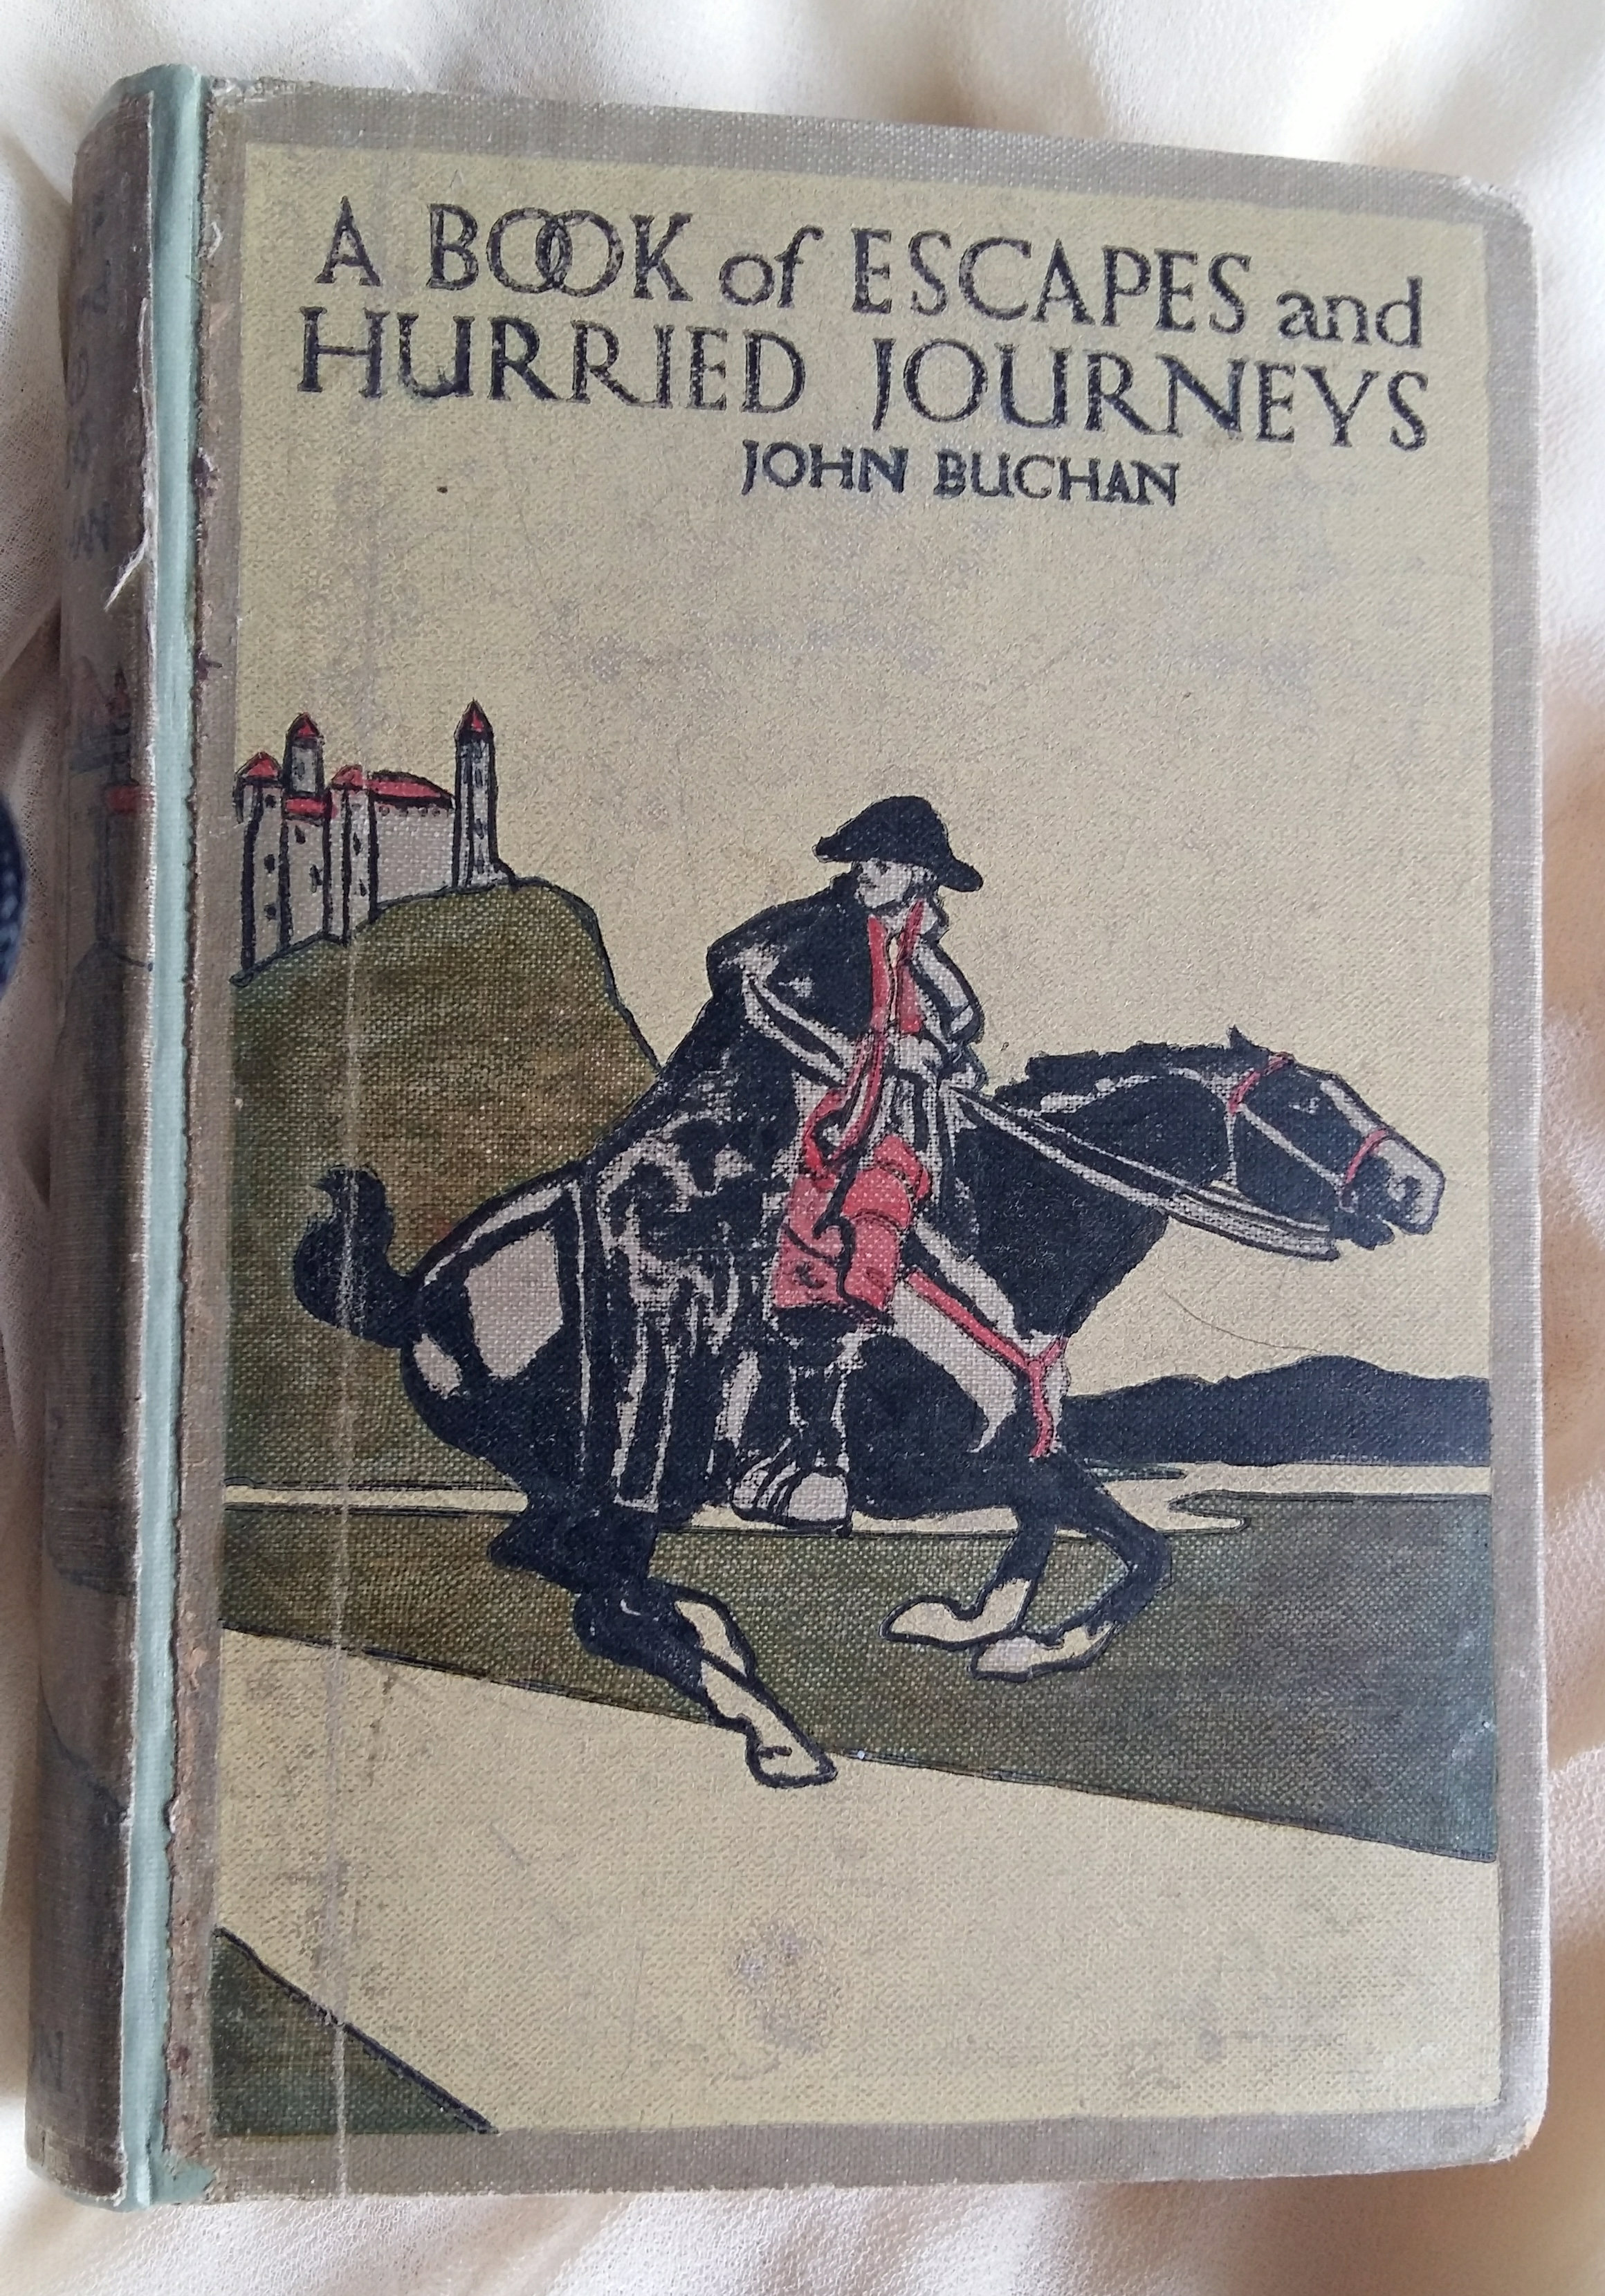 A BOOK of ESCAPES and
HURRIED JOURNEYS
JOHN BUCHAN